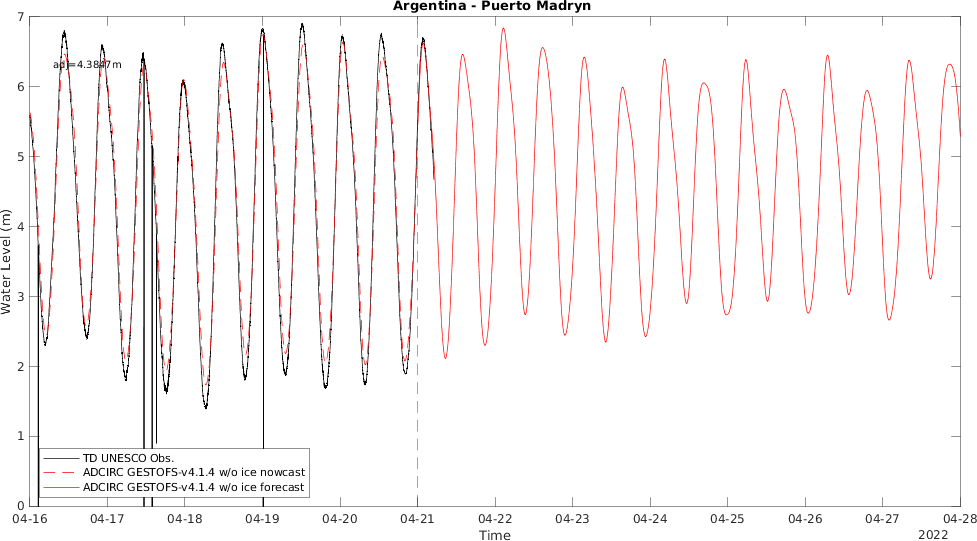 Argentina - Puerto Madryn
7
adj=4.3847m
6
5
4
3
2
1
0
Water Level (m)
TD UNESCO Obs.
ADCIRC GESTOFS-v4.1.4 w/o ice nowcast
ADCIRC GESTOFS-v4.1.4 w/o ice forecast
04-16 04-17 04-18 04-19 04-20 04-21 04-22 04-23 04-24 04-25 04-26 04-27 04-28
Time
2022